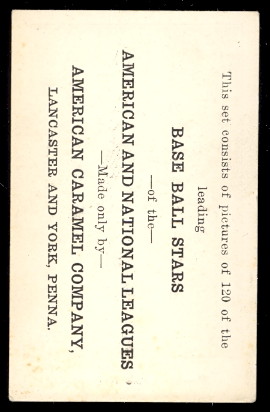 This set consists of pictures of 120 of the
leading
BASE BALL STARS
—of the—
AMERICAN AND NATIONAL LEAGUES
—Made only by—
AMERICAN CARAMEL COMPANY,
LANCASTER AND YORK, PENNA.